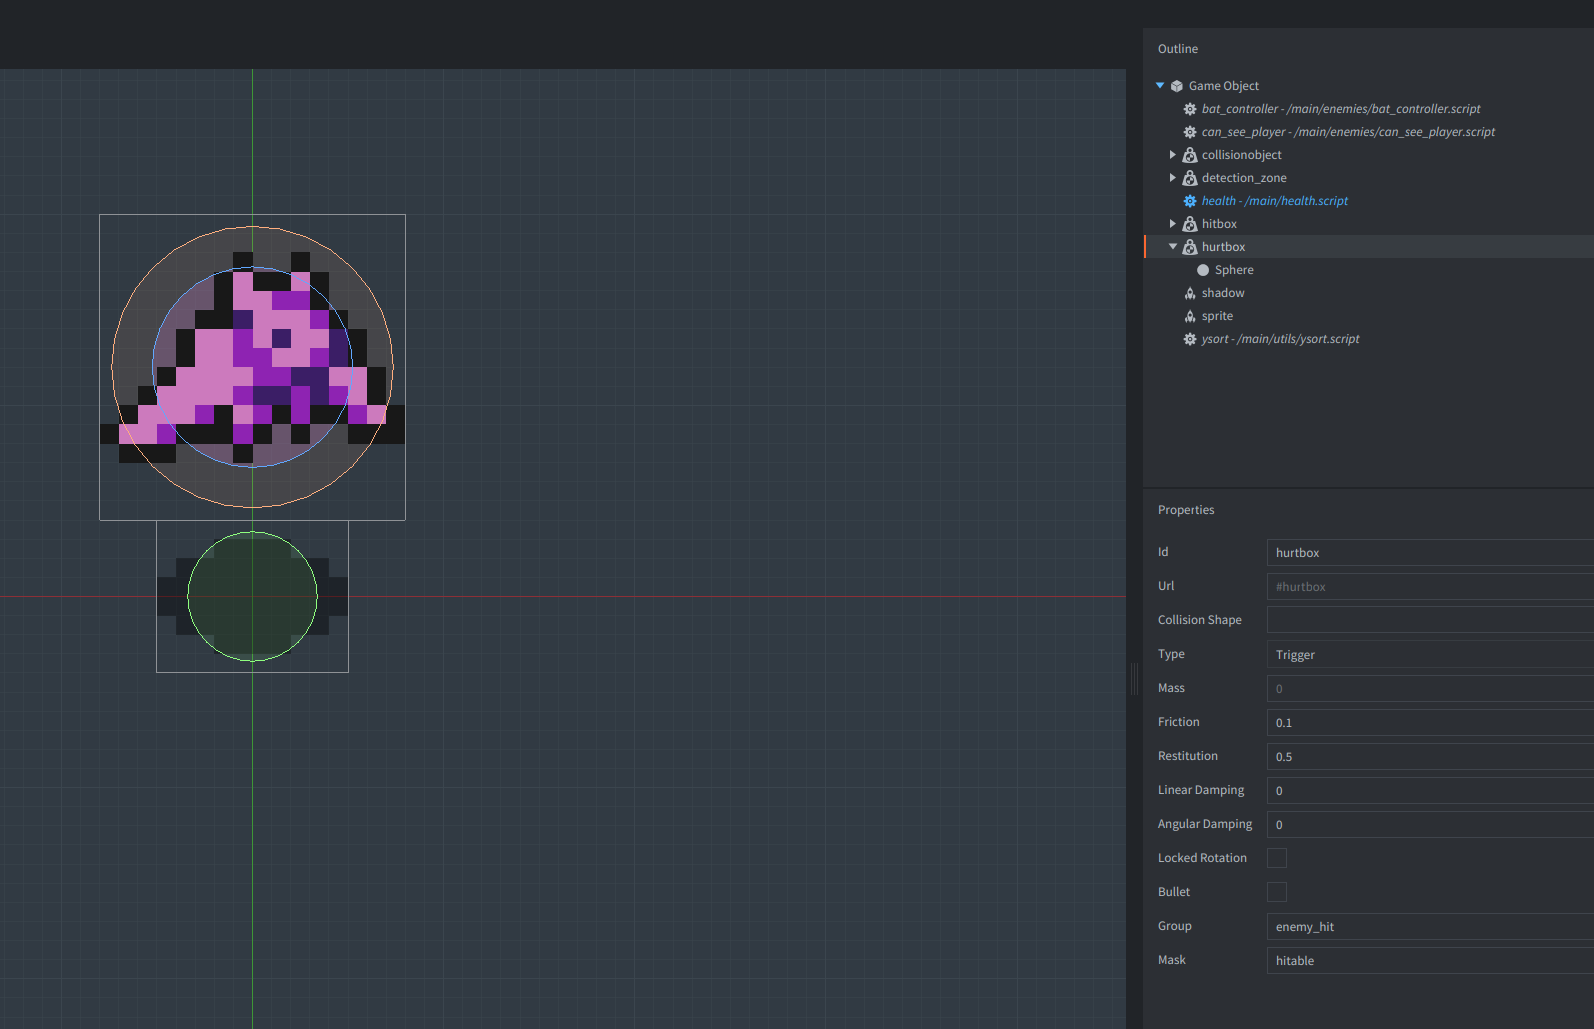 Outline
Game Object
bat_controller - /main/enemies/bat_controller.script
can_see_player - /main/enemies/can_see_player.script
collisionobject
detection_zone
health - /main/health.script
hitbox
hurtbox
Sphere
shadow
sprite
ysort - /main/utils/ysort.script
Properties
Id hurtbox
Url #hurtbox
Collision Shape
Type Trigger
Mass 0
Friction 0.1
Restitution 0.5
Linear Damping 0
Angular Damping 0
Locked Rotation
Bullet
Group enemy_hit
Mask hitable